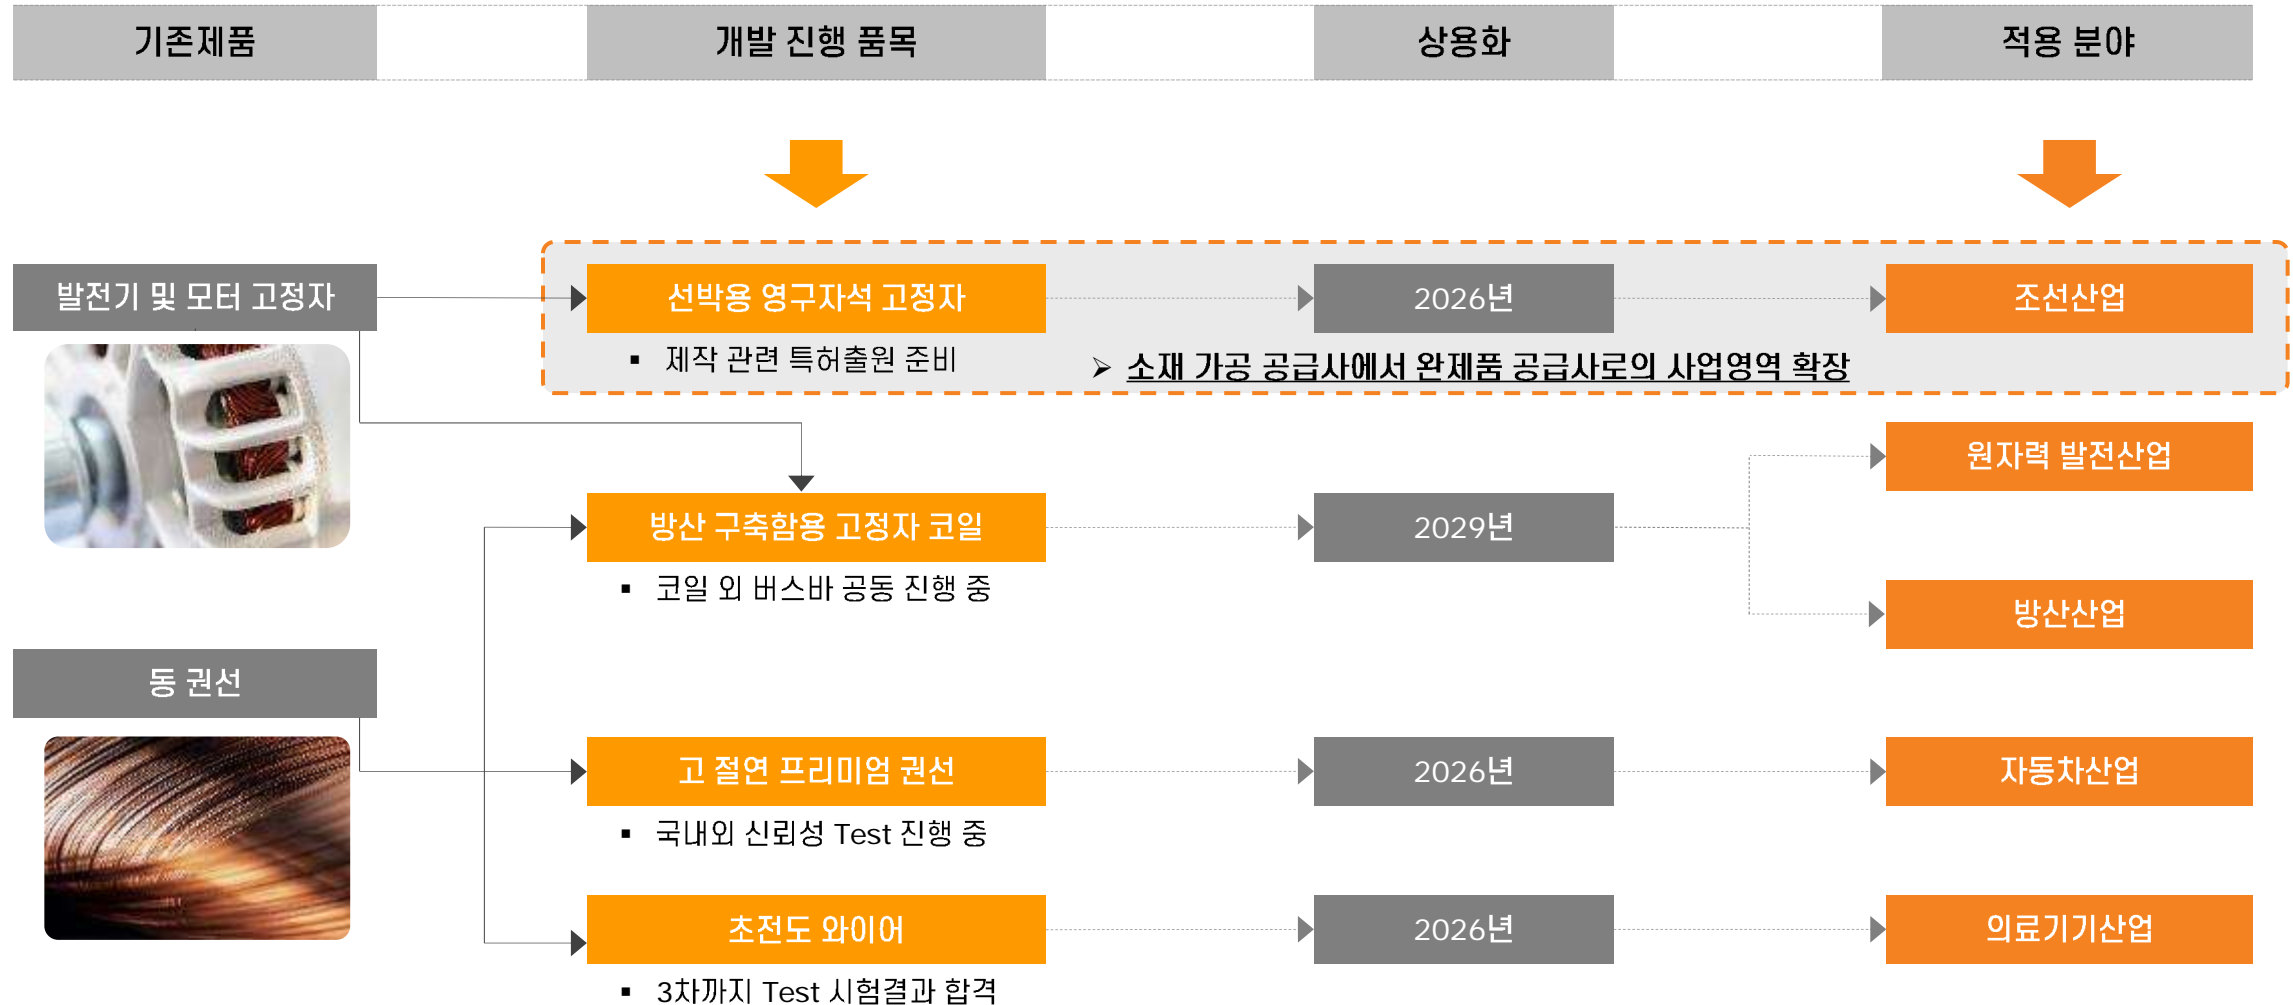 기존제품
개발 진행 품목
상용화
적용 분야
발전기 및 모터 고정자
선박용 영구자석 고정자
2026년
조선산업
▪ 제작 관련 특허출원 준비
➢ 소재 가공 공급사에서 완제품 공급사로의 사업영역 확장
원자력 발전산업
방산 구축함용 고정자 코일
2029년
▪ 코일 외 버스바 공동 진행 중
방산산업
동 권선
고 절연 프리미엄 권선
2026년
자동차산업
▪ 국내외 신뢰성 Test 진행 중
초전도 와이어
2026년
의료기기산업
▪ 3차까지 Test 시험결과 합격